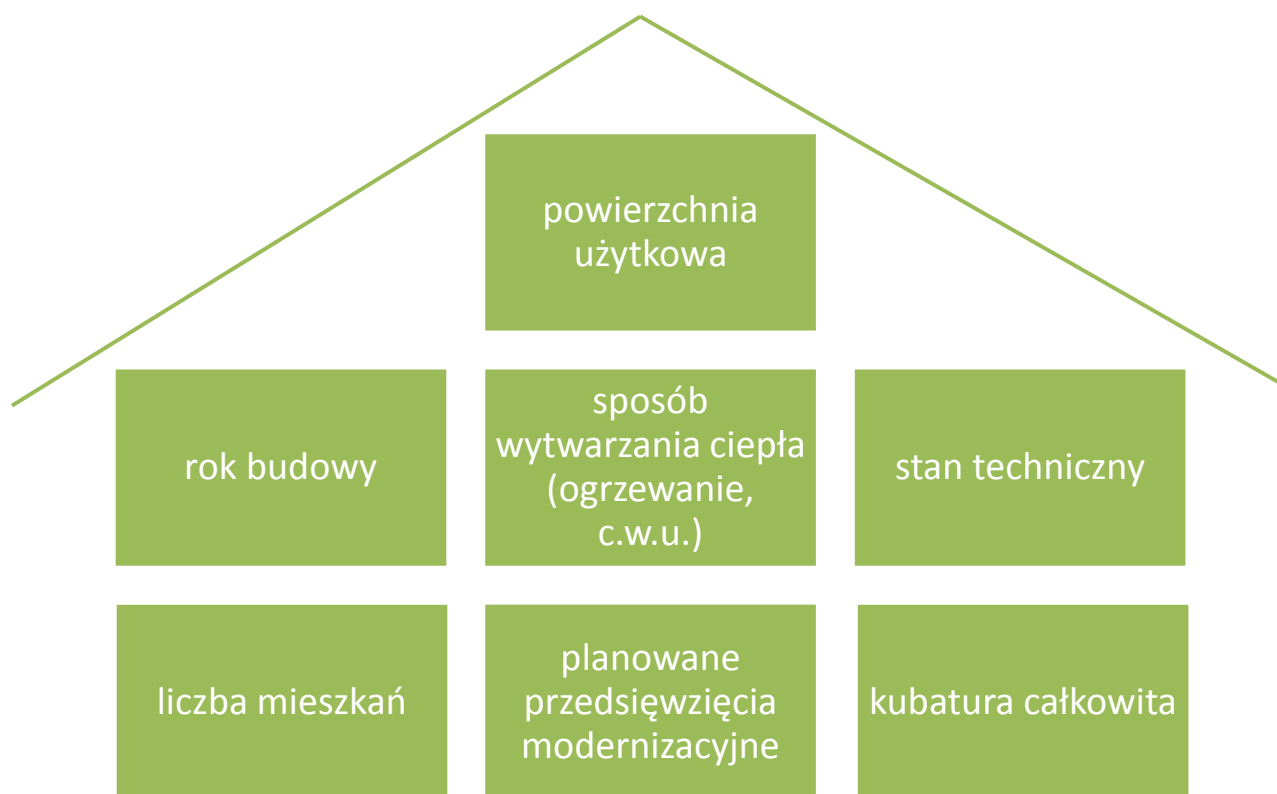 powierzchnia
użytkowa
rok budowy
sposób
wytwarzania ciepła
(ogrzewanie,
c.w.u.)
stan techniczny
liczba mieszkań
planowane
przedsięwzięcia
modernizacyjne
kubatura całkowita